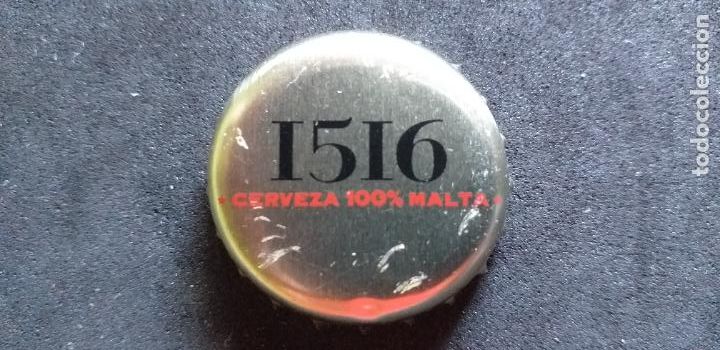 1516
* CERVEZA 100% MALTA *
todocoleccion